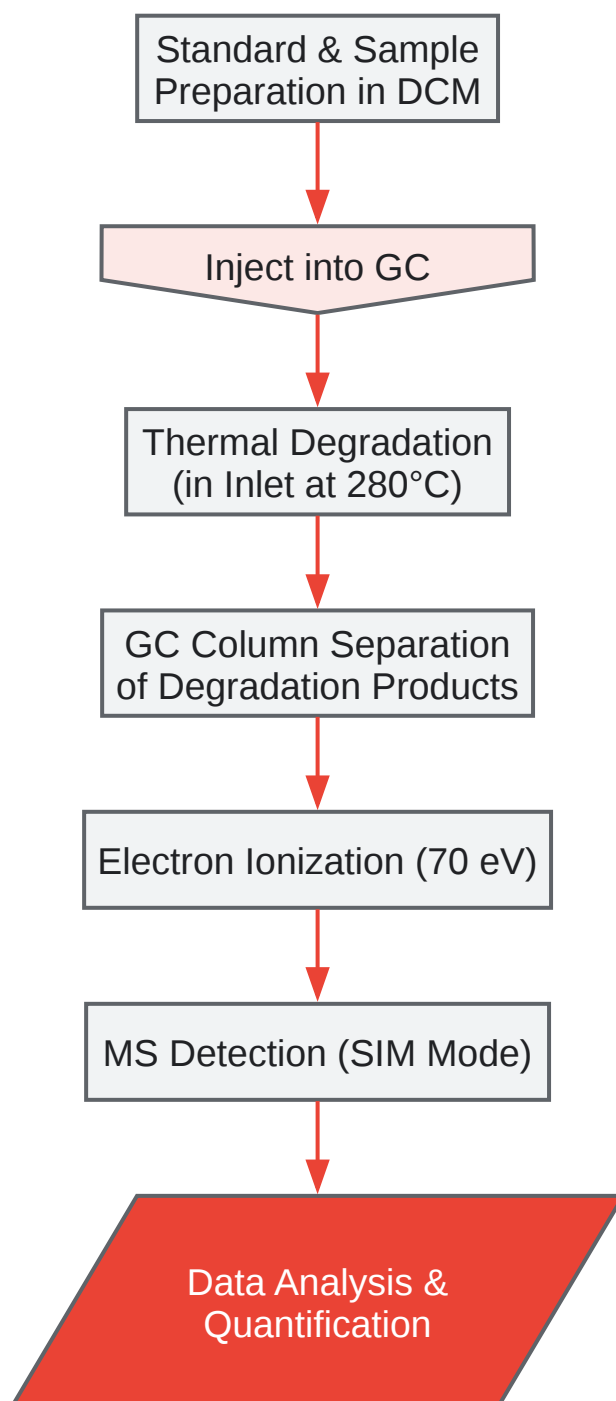 Standard & Sample
Preparation in DCM
Inject into GC
Thermal Degradation
(in Inlet at 280°C)
GC Column Separation
of Degradation Products
Electron Ionization (70 eV)
MS Detection (SIM Mode)
Data Analysis &
Quantification